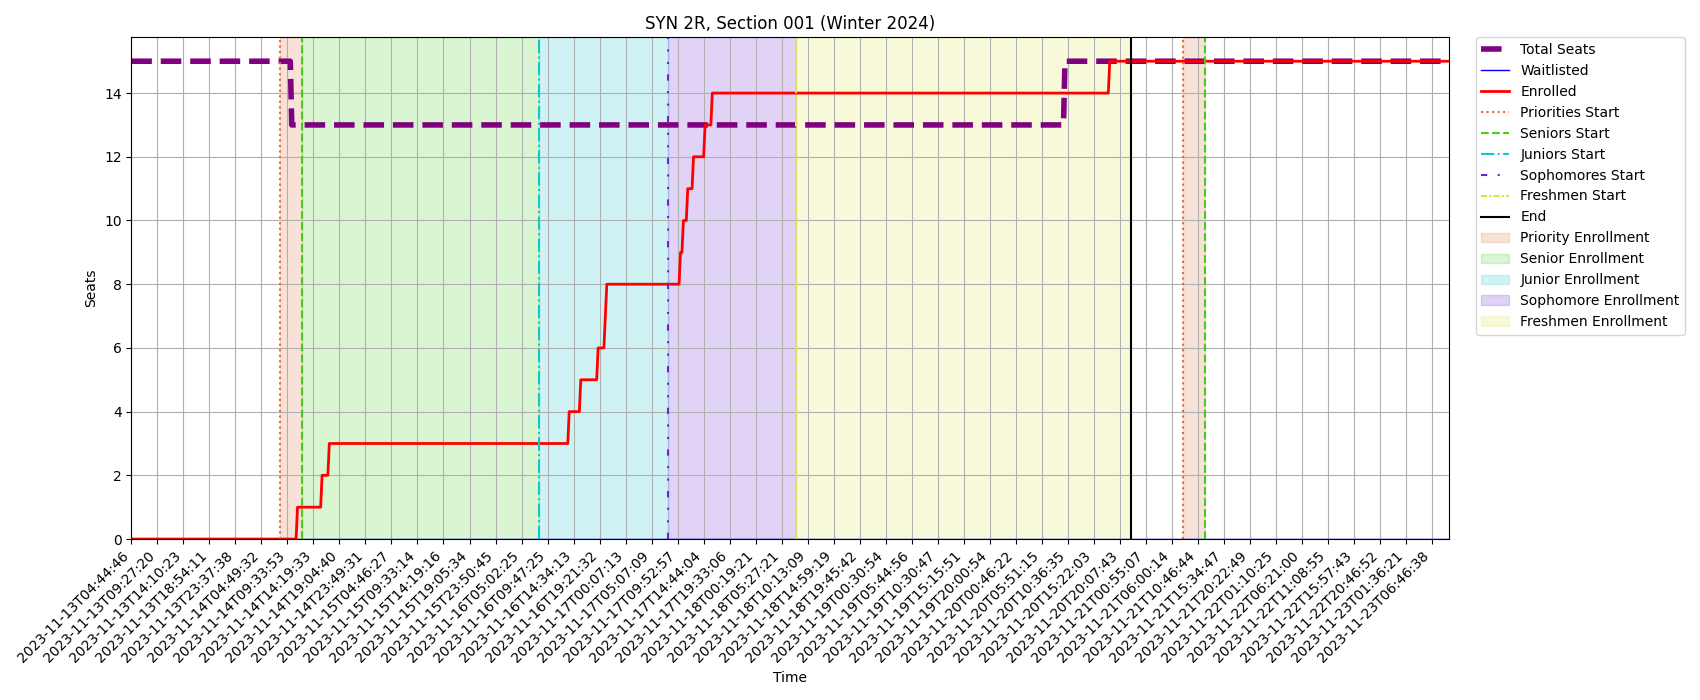 SYN 2R, Section 001 (Winter 2024)
Total Seats
Waitlisted
Enrolled
Priorities Start
Seniors Start
Juniors Start
Sophomores Start
Freshmen Start
End
Priority Enrollment
Senior Enrollment
Junior Enrollment
Sophomore Enrollment
Freshmen Enrollment
Seats
14
12
10
8
6
4
2
0
2023-11-13T04:44:46
2023-11-13T09:27:20
2023-11-13T14:10:23
2023-11-13T18:54:11
2023-11-13T23:37:38
2023-11-14T04:49:32
2023-11-14T09:33:53
2023-11-14T14:19:33
2023-11-14T19:04:40
2023-11-14T23:49:31
2023-11-15T04:46:27
2023-11-15T09:33:14
2023-11-15T14:19:16
2023-11-15T19:05:34
2023-11-15T23:50:45
2023-11-16T05:02:25
2023-11-16T09:47:25
2023-11-16T14:34:13
2023-11-16T19:21:32
2023-11-17T00:07:13
2023-11-17T05:07:09
2023-11-17T09:52:57
2023-11-17T14:44:04
2023-11-17T19:33:06
2023-11-18T00:19:21
2023-11-18T05:27:21
2023-11-18T10:13:09
2023-11-18T14:59:19
2023-11-18T19:45:42
2023-11-19T00:30:54
2023-11-19T05:44:56
2023-11-19T10:30:47
2023-11-19T15:15:51
2023-11-19T20:00:54
2023-11-20T00:46:22
2023-11-20T05:51:15
2023-11-20T10:36:35
2023-11-20T15:22:03
2023-11-20T20:07:43
2023-11-21T00:55:07
2023-11-21T06:00:14
2023-11-21T10:46:44
2023-11-21T15:34:47
2023-11-21T20:22:49
2023-11-22T01:10:25
2023-11-22T06:21:00
2023-11-22T11:08:55
2023-11-22T15:57:43
2023-11-22T20:46:52
2023-11-23T01:36:21
2023-11-23T06:46:38
Time